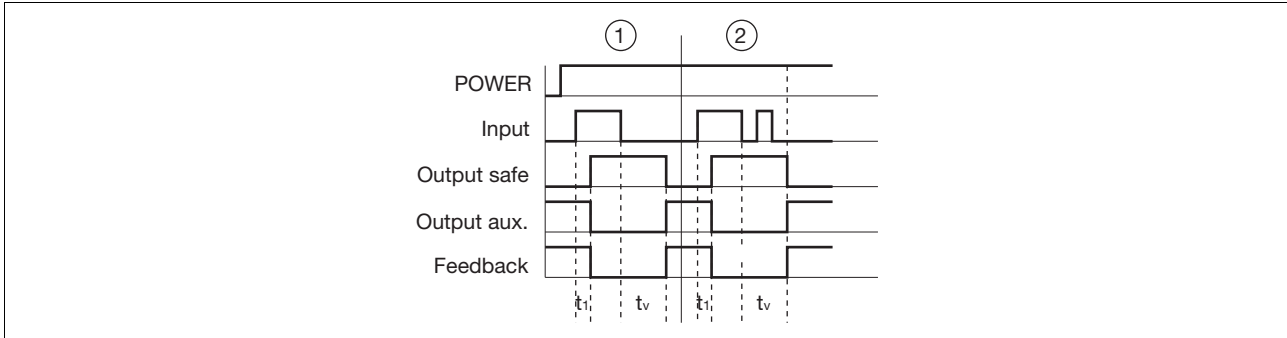 1 2
POWER
Input
Output safe
Output aux.
Feedback
t1 tv t1 tv